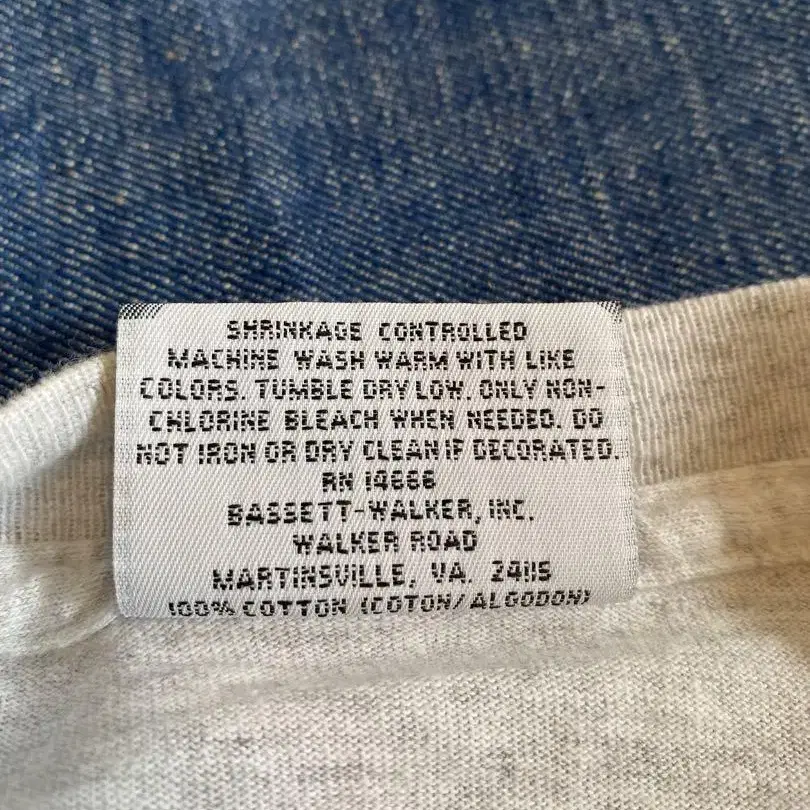 SHRINKAGE CONTROLLED
MACHINE WASH WARM WITH LIKE
COLORS. TUMBLE DRY LOW. ONLY NON-
CHLORINE BLEACH WHEN NEEDED. DO
NOT IRON OR DRY CLEAN IF DECORATED.
RN 14666
BASSETT-WALKER, INC.
WALKER ROAD
MARTINSVILLE, VA. 24115
100% COTTON (COTON/ALGODON)